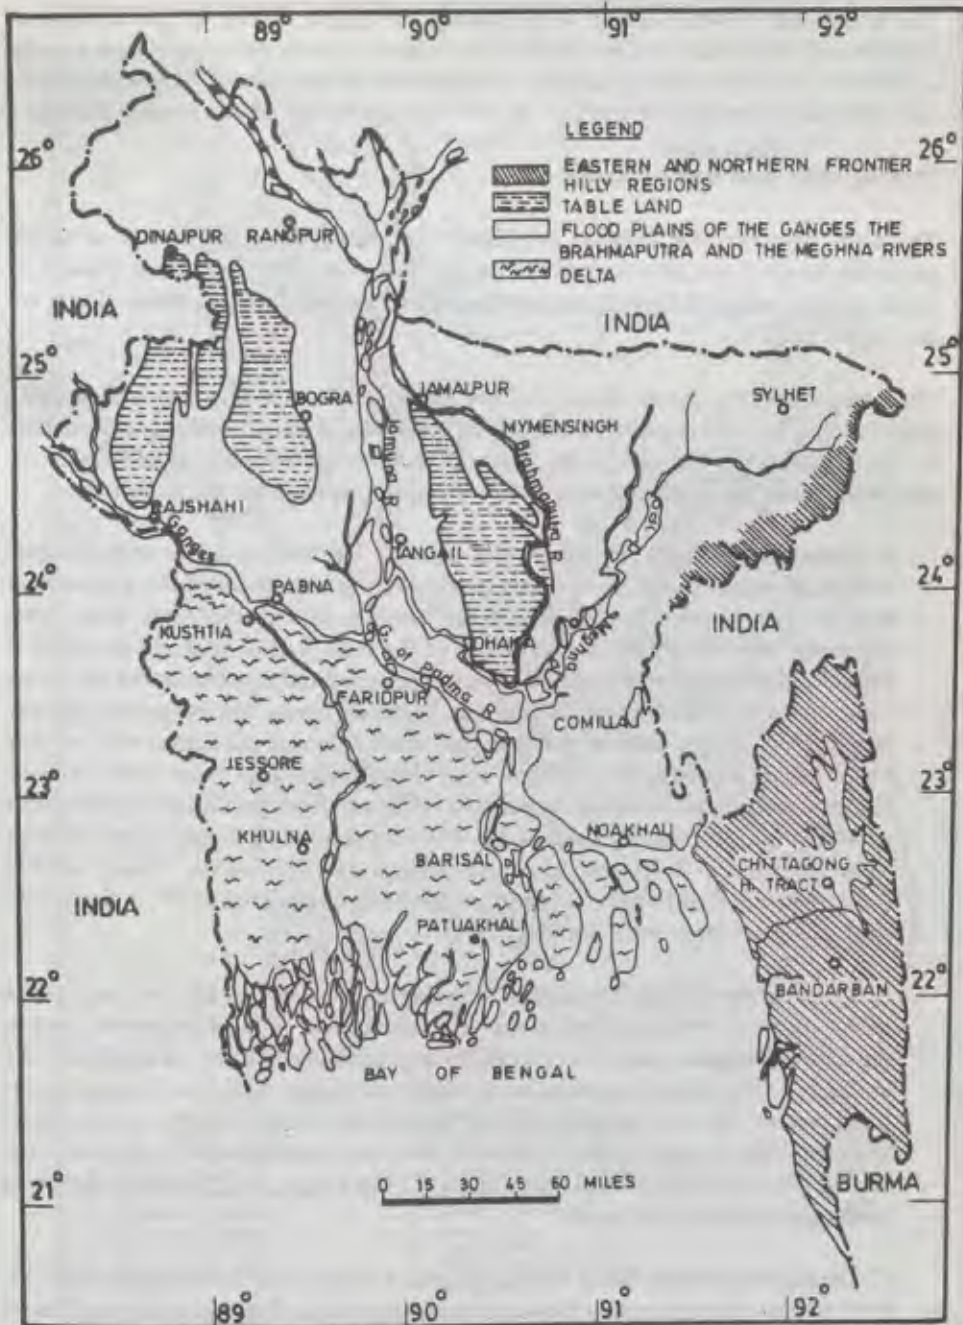 89° 90° 91° 92°
LEGEND
EASTERN AND NORTHERN FRONTIER
HILLY REGIONS
TABLE LAND
FLOOD PLAINS OF THE GANGES THE
BRAHMAPUTRA AND THE MEGHNA RIVERS
DELTA
26° 26°
DINAJPUR RANGPUR
INDIA INDIA
25° 25°
BOGRA JAMALPUR SYLHET
MYMENSINGH
Jamuna R.
Brahmaputra R.
RAJSHAHI
Ganges
TANGAIL
24° 24°
PABNA
KUSHTIA DHAKA INDIA
Meghna
G. of Padma R.
FARIDPUR COMILLA
JESSORE
23° 23°
KHULNA NOAKHALI
BARISAL CHITTAGONG
H. TRACT
INDIA
PATUAKHALI
22° BANDARBAN 22°
BAY OF BENGAL
21° 0 15 30 45 60 MILES BURMA
89° 90° 91° 92°